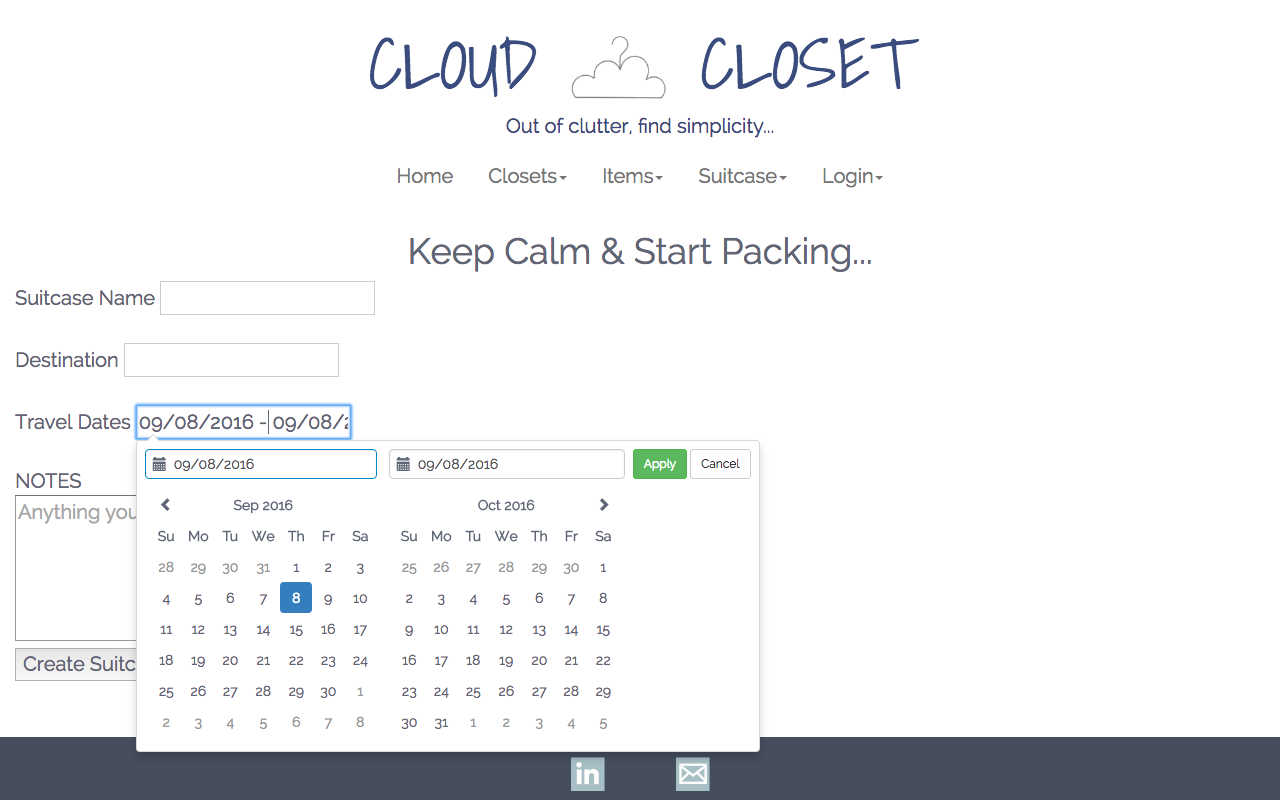 CLOUD CLOSET
Out of clutter, find simplicity...
Home Closets Items Suitcase Login
Keep Calm & Start Packing...
Suitcase Name
Destination
Travel Dates 09/08/2016 - 09/08/2
09/08/2016 09/08/2016 Apply Cancel
NOTES
Anything you
Sep 2016 Oct 2016
Su Mo Tu We Th Fr Sa Su Mo Tu We Th Fr Sa
28 29 30 31 1 2 3 25 26 27 28 29 30 1
4 5 6 7 8 9 10 2 3 4 5 6 7 8
11 12 13 14 15 16 17 9 10 11 12 13 14 15
18 19 20 21 22 23 24 16 17 18 19 20 21 22
25 26 27 28 29 30 1 23 24 25 26 27 28 29
2 3 4 5 6 7 8 30 31 1 2 3 4 5
Create Suitc
in